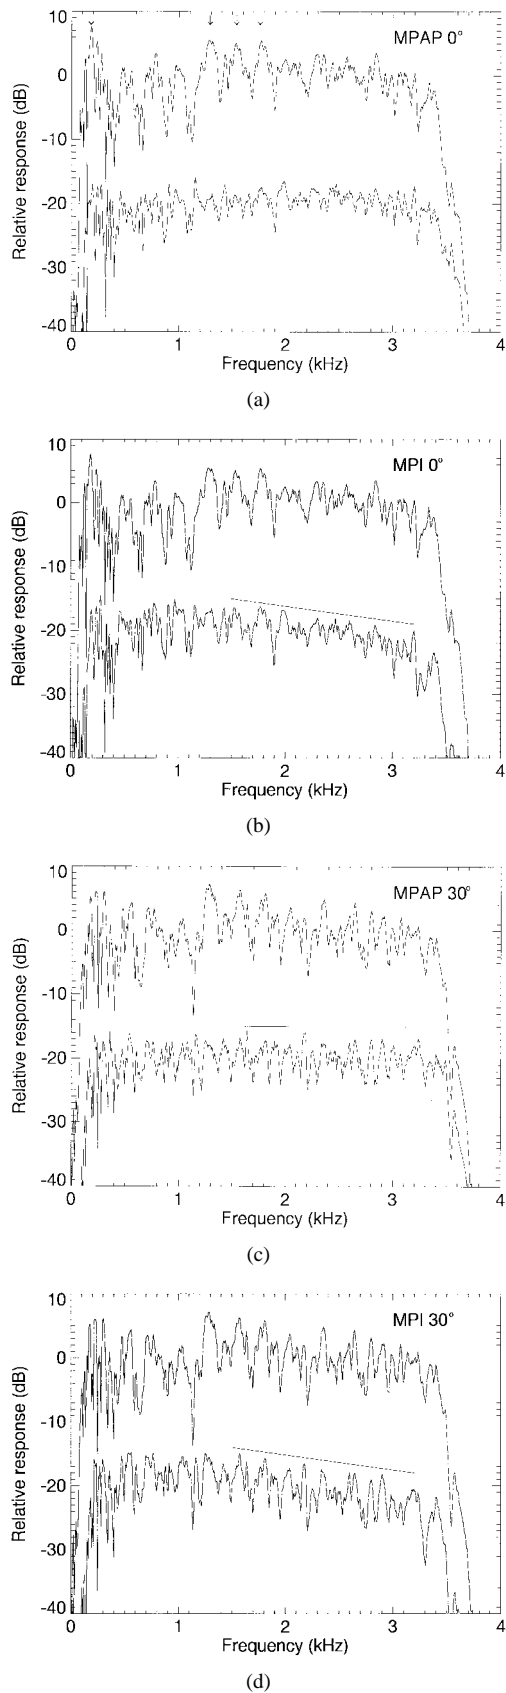 10
MPAP 0°
0
-10
-20
-30
-40
Relative response (dB)
0 1 2 3 4
Frequency (kHz)
(a)
10
MPI 0°
0
-10
-20
-30
-40
Relative response (dB)
0 1 2 3 4
Frequency (kHz)
(b)
10
MPAP 30°
0
-10
-20
-30
-40
Relative response (dB)
0 1 2 3 4
Frequency (kHz)
(c)
10
MPI 30°
0
-10
-20
-30
-40
Relative response (dB)
0 1 2 3 4
Frequency (kHz)
(d)